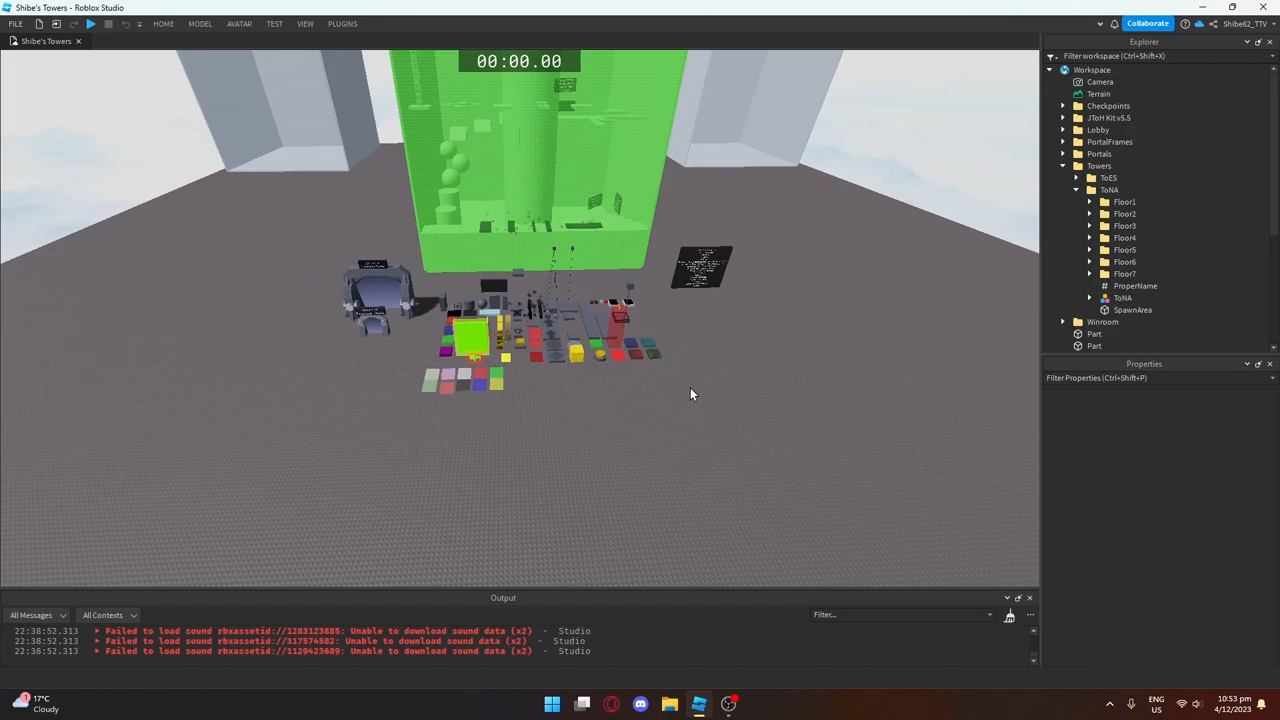 Shibe's Towers - Roblox Studio
FILE HOME MODEL AVATAR TEST VIEW PLUGINS Collaborate Shibe62_TTV
Shibe's Towers
Explorer
Filter workspace (Ctrl+Shift+X)
00:00.00
Workspace
Camera
Terrain
Checkpoints
JToH Kit v5.5
Lobby
PortalFrames
Portals
Towers
ToES
ToNA
Floor1
Floor2
Floor3
Floor4
Floor5
Floor6
Floor7
ProperName
ToNA
SpawnArea
Winroom
Part
Part
Properties
Filter Properties (Ctrl+Shift+P)
Output
All Messages All Contexts Filter...
22:38:52.313 Failed to load sound rbxassetid://1283123885: Unable to download sound data (x2) - Studio
22:38:52.313 Failed to load sound rbxassetid://317574582: Unable to download sound data (x2) - Studio
22:38:52.313 Failed to load sound rbxassetid://1129423689: Unable to download sound data (x2) - Studio
1 17°C
Cloudy
ENG
US
10:53 pm
4/12/2023